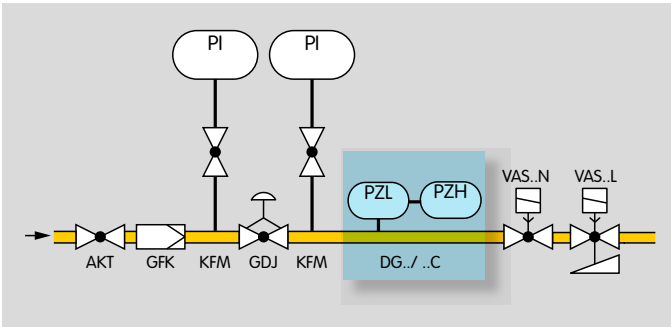 PI PI
PZL PZH
VAS..N VAS..L
AKT GFK KFM GDJ KFM DG../ ..C